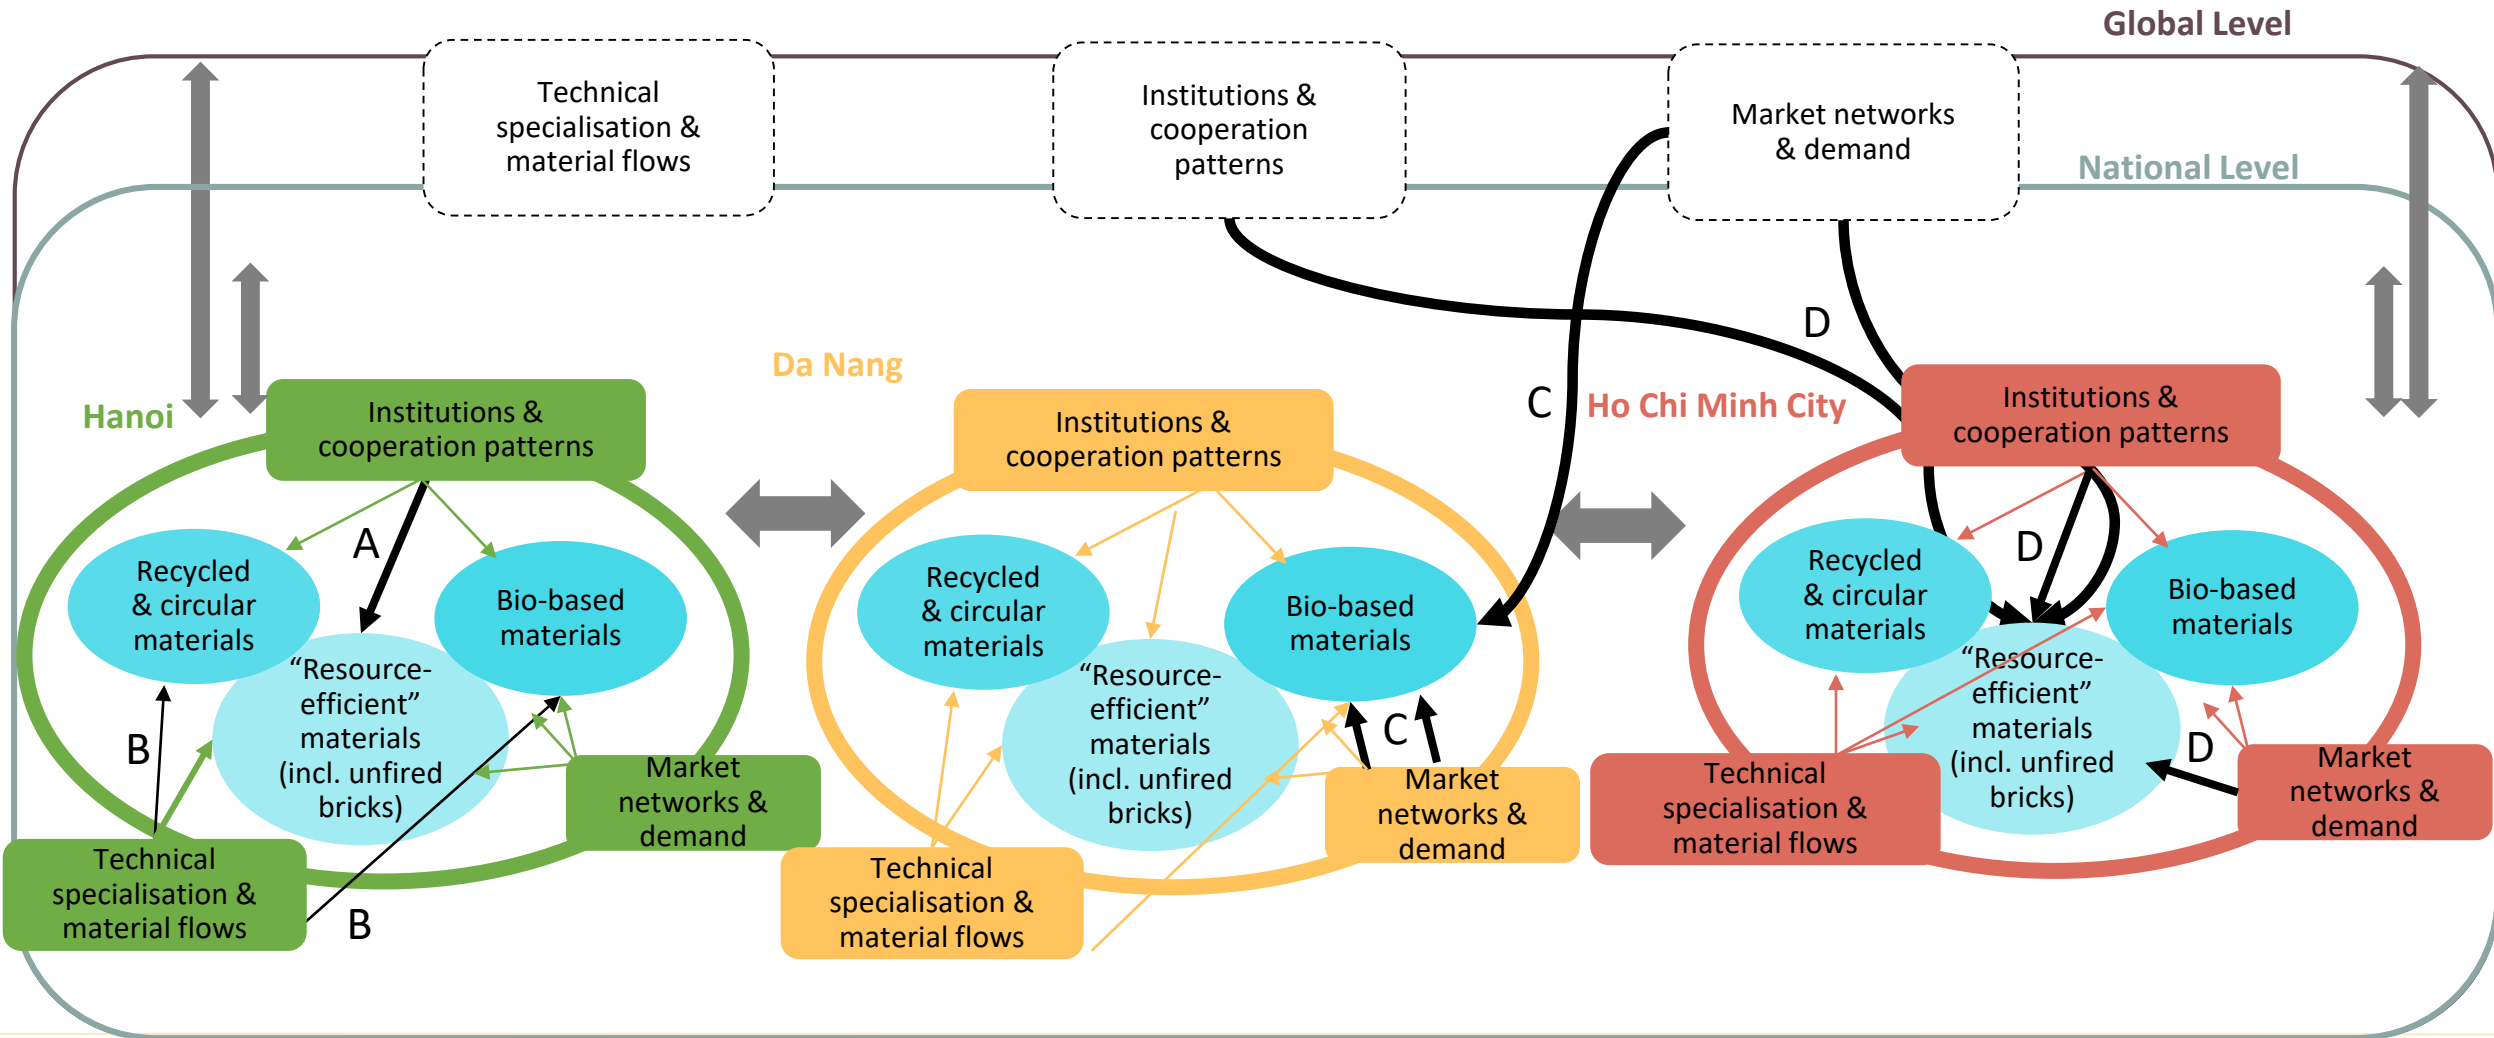 Global Level
Technical
specialisation &
material flows
Institutions &
cooperation
patterns
Market networks
& demand
National Level
D
Da Nang
Hanoi
C
Ho Chi Minh City
Institutions &
cooperation patterns
Institutions &
cooperation patterns
Institutions &
cooperation patterns
A
Recycled
& circular
materials
Bio-based
materials
“Resource-
efficient”
materials
(incl. unfired
bricks)
B
Market
networks &
demand
Technical
specialisation &
material flows
B
Recycled
& circular
materials
Bio-based
materials
“Resource-
efficient”
materials
(incl. unfired
bricks)
C
Market
networks &
demand
Technical
specialisation &
material flows
D
Recycled
& circular
materials
Bio-based
materials
“Resource-
efficient”
materials
(incl. unfired
bricks)
D
Market
networks &
demand
Technical
specialisation &
material flows